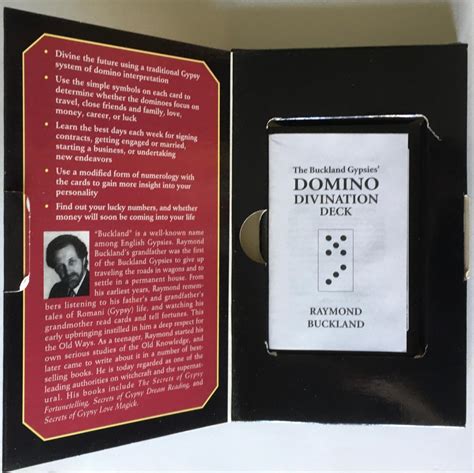 • Divine the future using a traditional Gypsy
system of domino interpretation
• Use the simple symbols on each card to
determine whether the dominoes focus on
travel, close friends and family, love,
money, career, or luck
• Learn the best days each week for signing
contracts, getting engaged or married,
starting a business, or undertaking
new endeavors
• Use a modified form of numerology with
the cards to gain more insight into your
personality
• Find out your lucky numbers, and whether
money will soon be coming into your life
"Buckland" is a well-known name
among English Gypsies. Raymond
Buckland's grandfather was the first
of the Buckland Gypsies to give up
traveling the roads in wagons and to
settle in a permanent house. From
his earliest years, Raymond remem-
bers listening to his father's and grandfather's
tales of Romani (Gypsy) life, and watching his
grandmother read cards and tell fortunes. This
early upbringing instilled in him a deep respect for
the Old Ways. As a teenager, Raymond started his
own serious studies of the Old Knowledge, and
later came to write about it in a number of best-
selling books. He is today regarded as one of the
leading authorities on witchcraft and the supernat-
ural. His books include The Secrets of Gypsy
Fortunetelling, Secrets of Gypsy Dream Reading, and
Secrets of Gypsy Love Magick.
The Buckland Gypsies'
DOMINO
DIVINATION
DECK
RAYMOND
BUCKLAND